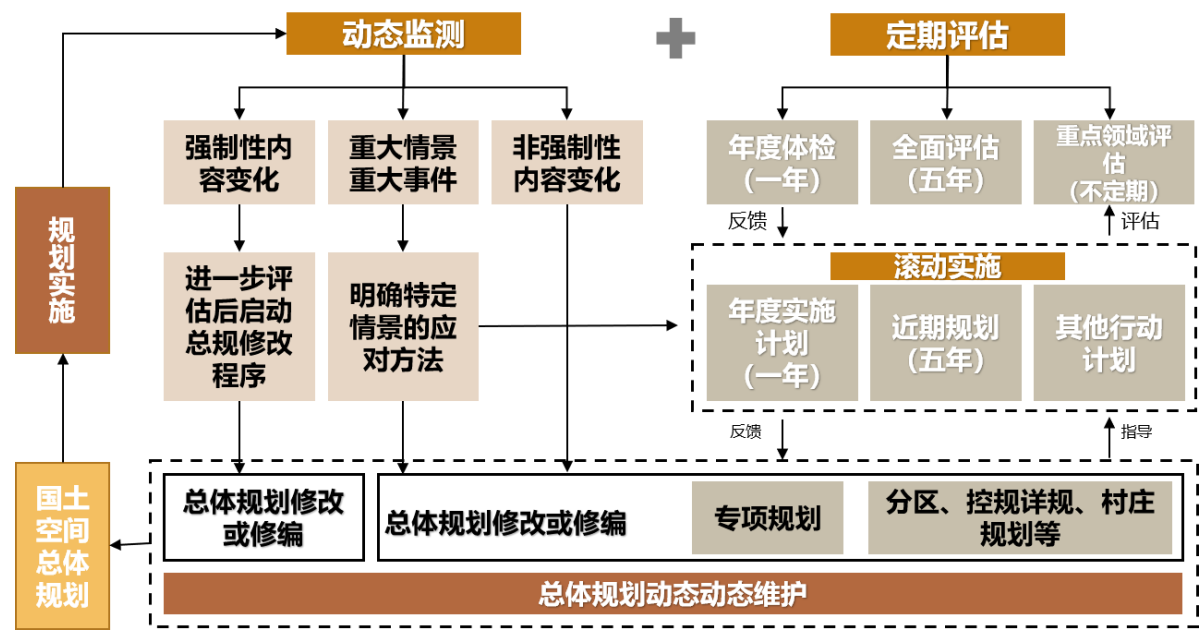 动态监测
定期评估
强制性内
容变化
重大情景
重大事件
非强制性
内容变化
年度体检
（一年）
全面评估
（五年）
重点领域评
估
（不定期）
反馈
评估
规
划
实
施
进一步评
估后启动
总规修改
程序
明确特定
情景的应
对方法
滚动实施
年度实施
计划
（一年）
近期规划
（五年）
其他行动
计划
反馈
指导
国土
空间
总体
规划
总体规划修改
或修编
总体规划修改或修编
专项规划
分区、控规详规、村庄
规划等
总体规划动态动态维护